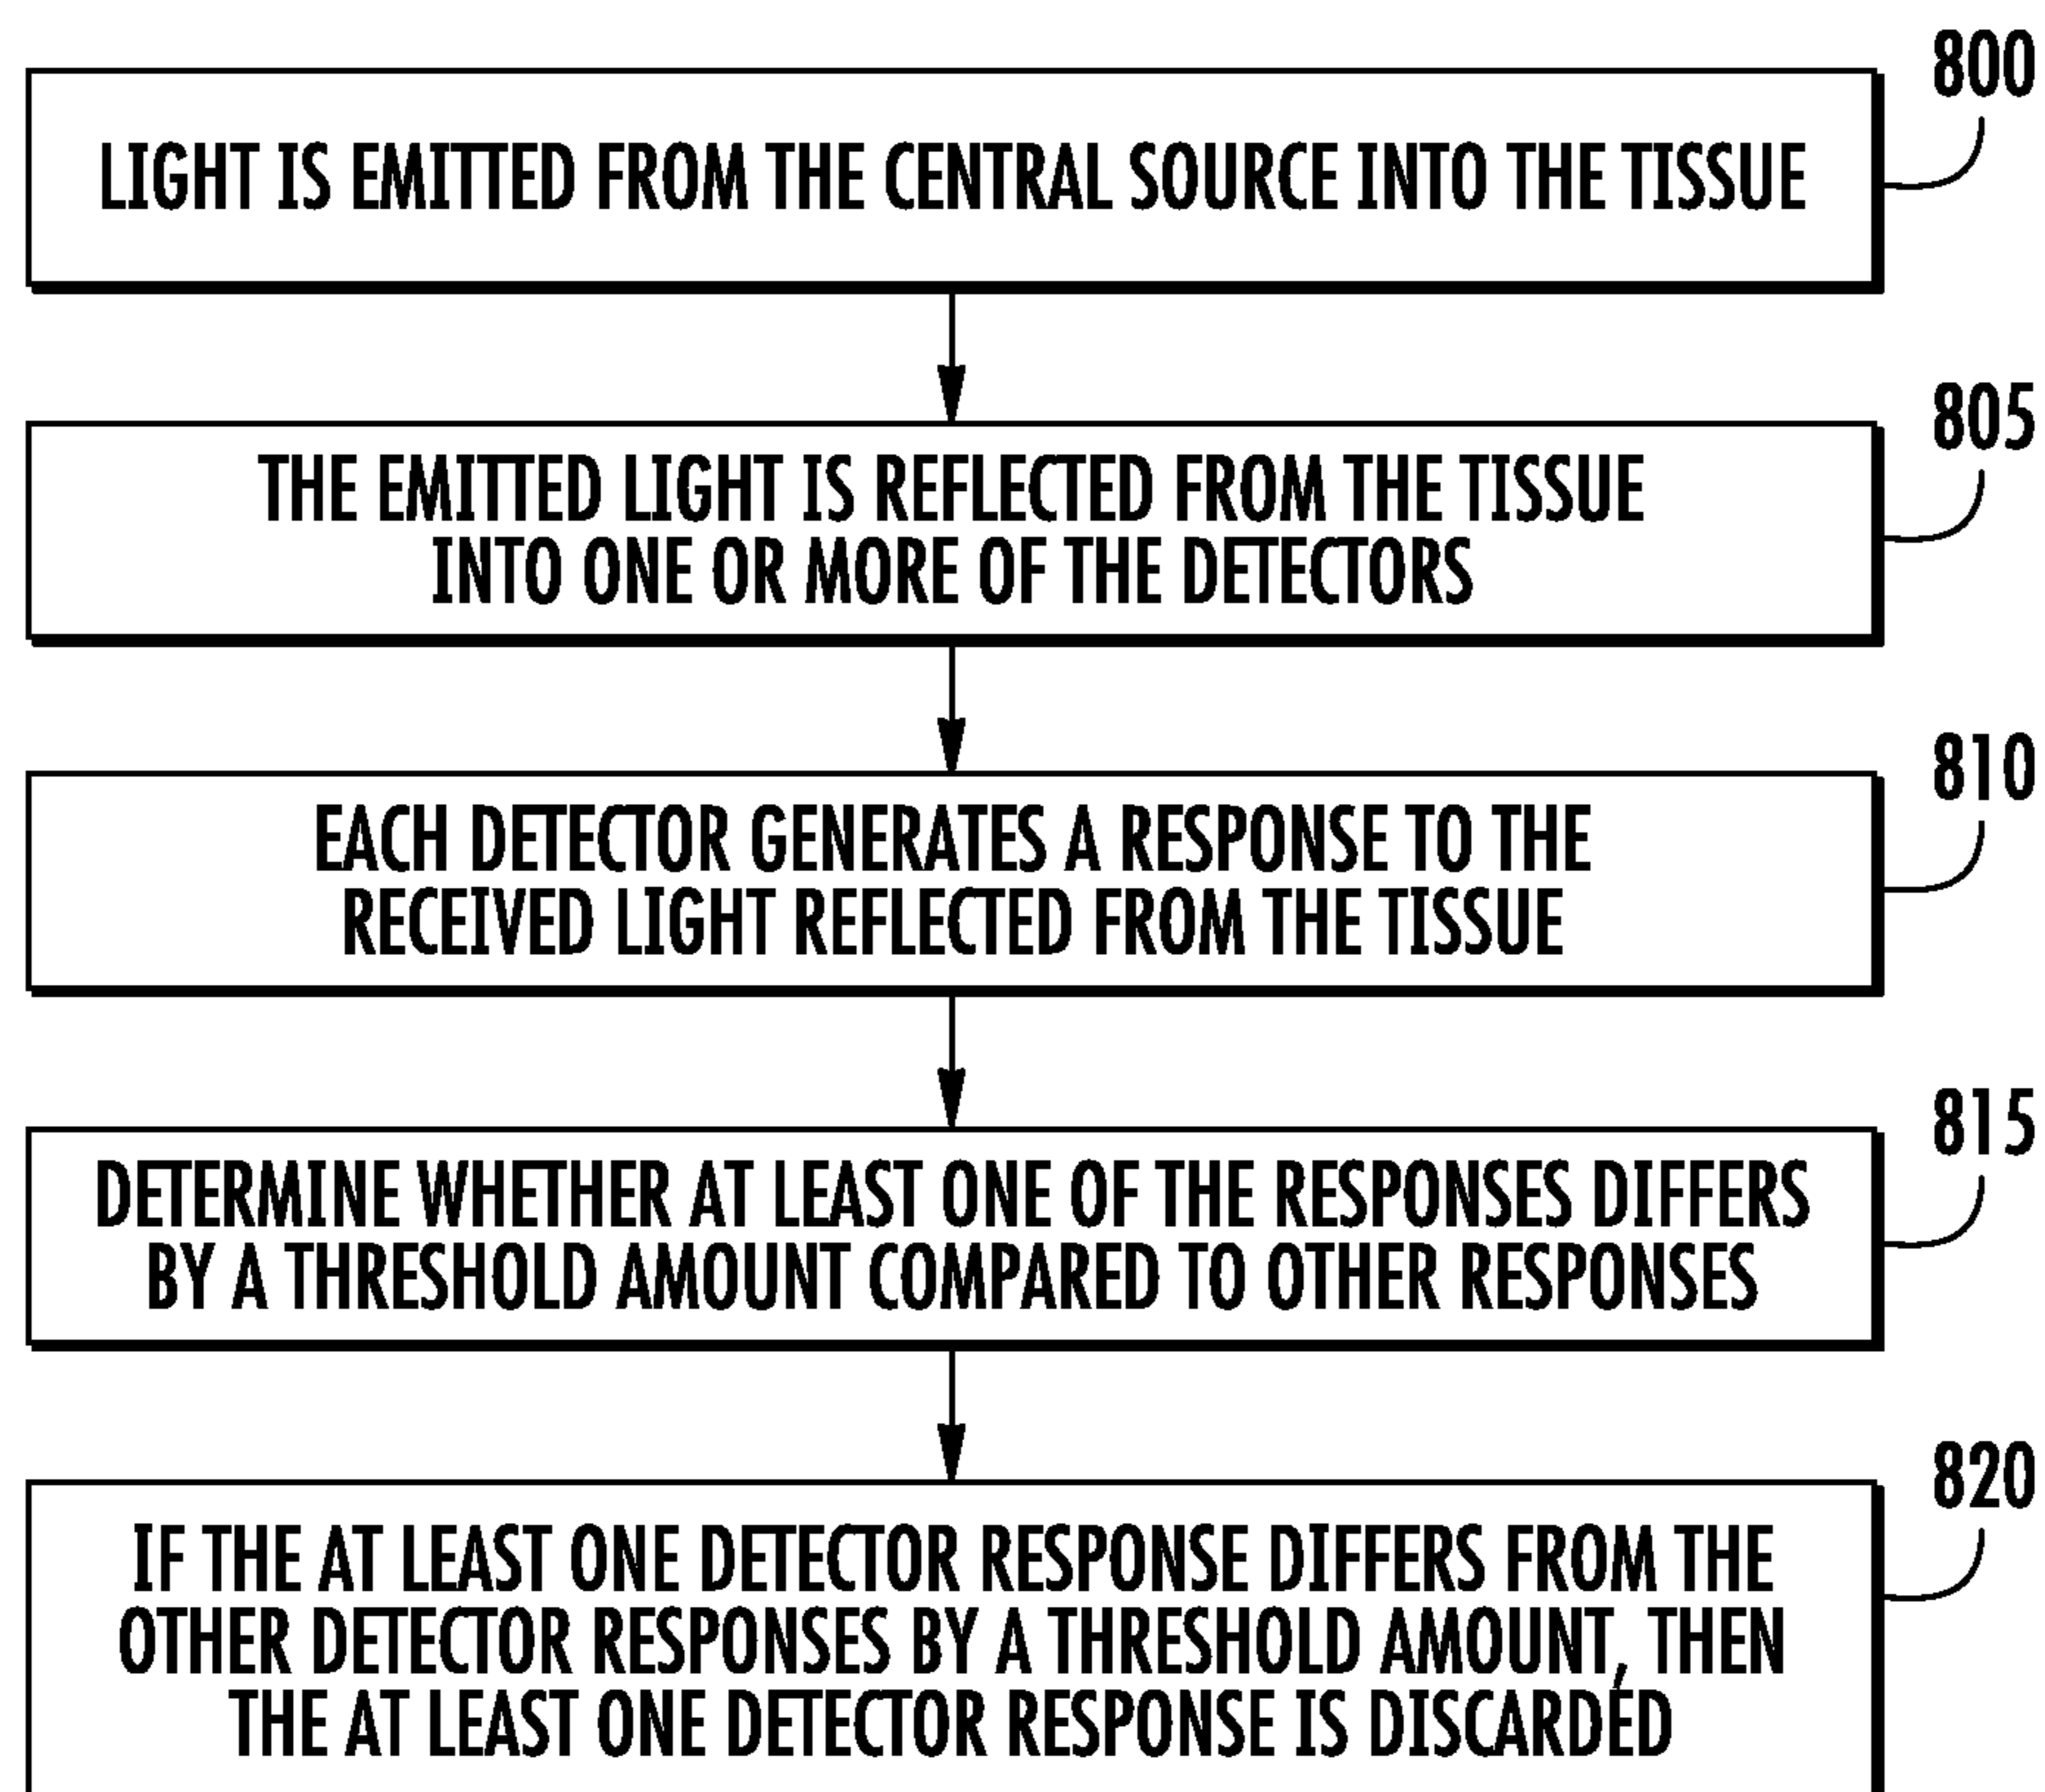 800
LIGHT IS EMITTED FROM THE CENTRAL SOURCE INTO THE TISSUE
805
THE EMITTED LIGHT IS REFLECTED FROM THE TISSUE
INTO ONE OR MORE OF THE DETECTORS
810
EACH DETECTOR GENERATES A RESPONSE TO THE
RECEIVED LIGHT REFLECTED FROM THE TISSUE
815
DETERMINE WHETHER AT LEAST ONE OF THE RESPONSES DIFFERS
BY A THRESHOLD AMOUNT COMPARED TO OTHER RESPONSES
820
IF THE AT LEAST ONE DETECTOR RESPONSE DIFFERS FROM THE
OTHER DETECTOR RESPONSES BY A THRESHOLD AMOUNT, THEN
THE AT LEAST ONE DETECTOR RESPONSE IS DISCARDED